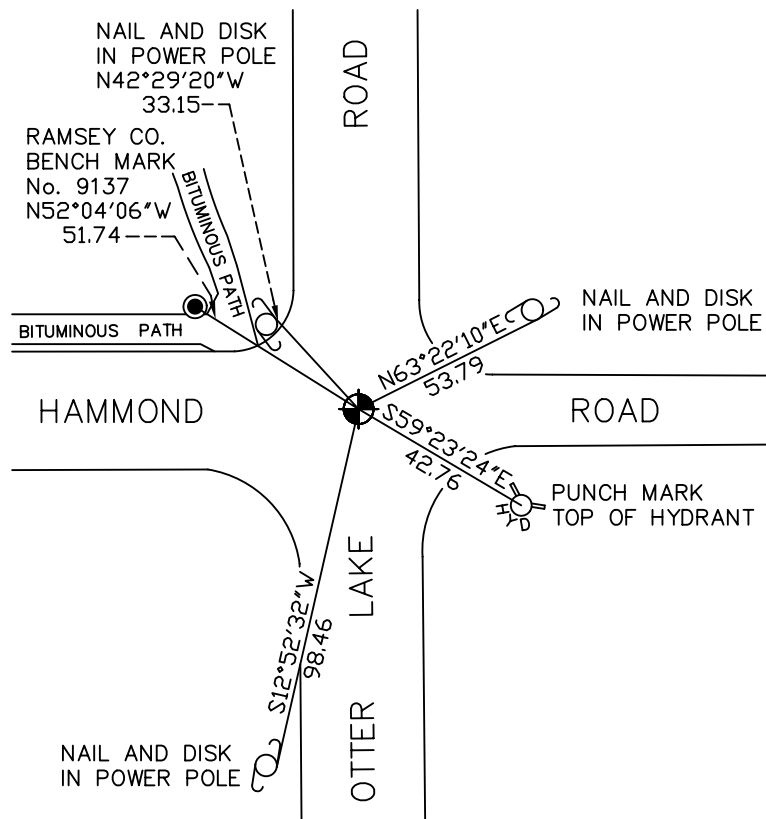 NAIL AND DISK
IN POWER POLE
N42°29'20"W
33.15
ROAD
RAMSEY CO.
BENCH MARK
No. 9137
N52°04'06"W
51.74
BITUMINOUS PATH
BITUMINOUS PATH
NAIL AND DISK
IN POWER POLE
N63°22'10"E
53.79
HAMMOND
ROAD
S59°23'24"E
42.76
PUNCH MARK
TOP OF HYDRANT
HYD
OTTER LAKE
S12°52'32"W
98.46
NAIL AND DISK
IN POWER POLE